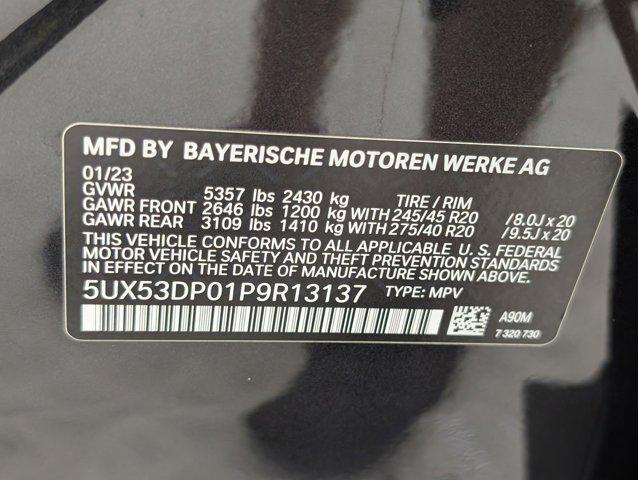 MFD BY BAYERISCHE MOTOREN WERKE AG
01/23
GVWR 5357 lbs 2430 kg TIRE / RIM
GAWR FRONT 2646 lbs 1200 kg WITH 245/45 R20 /8.0J x 20
GAWR REAR 3109 lbs 1410 kg WITH 275/40 R20 /9.5J x 20
THIS VEHICLE CONFORMS TO ALL APPLICABLE U. S. FEDERAL
MOTOR VEHICLE SAFETY AND THEFT PREVENTION STANDARDS
IN EFFECT ON THE DATE OF MANUFACTURE SHOWN ABOVE.
5UX53DP01P9R13137 TYPE: MPV
A90M
7 320 730